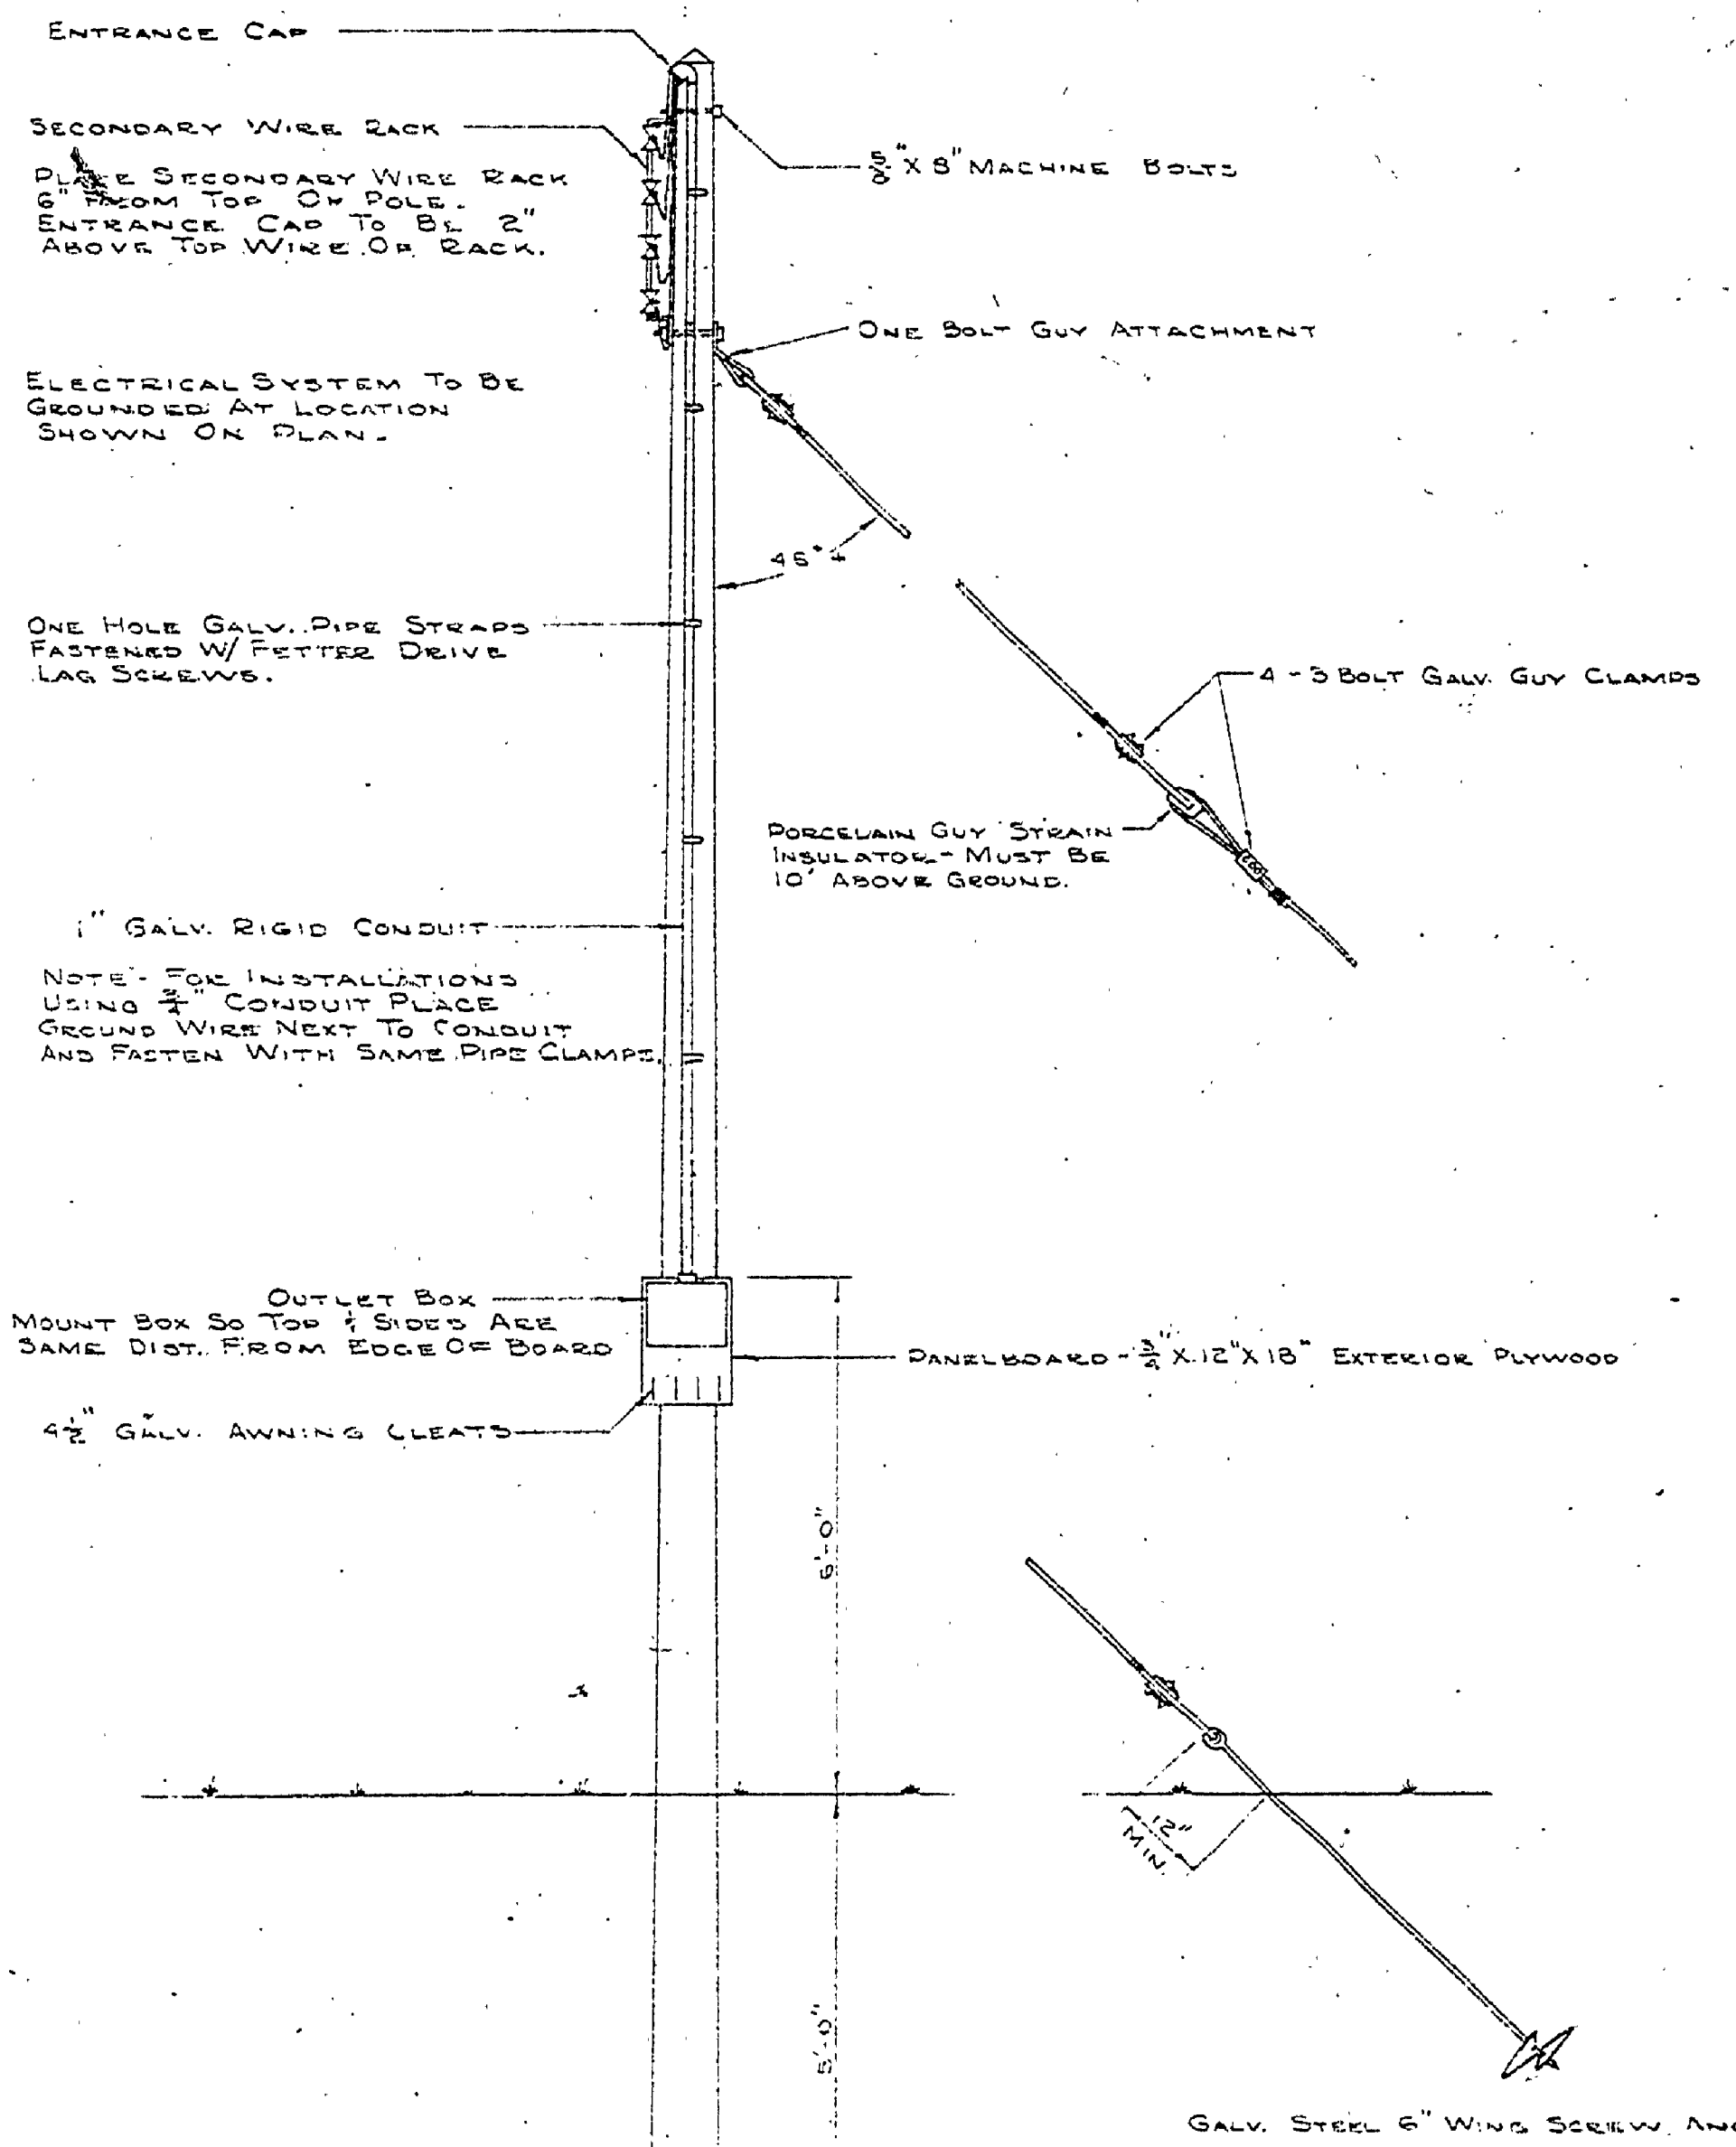 ENTRANCE CAP
SECONDARY WIRE RACK
PLACE SECONDARY WIRE RACK
6" FROM TOP OF POLE.
ENTRANCE CAP TO BE 2"
ABOVE TOP WIRE OF RACK.
5/8" X 8" MACHINE BOLTS
ONE BOLT GUY ATTACHMENT
ELECTRICAL SYSTEM TO BE
GROUNDED AT LOCATION
SHOWN ON PLAN.
45° ±
ONE HOLE GALV. PIPE STRAPS
FASTENED W/ FETTER DRIVE
LAG SCREWS.
4 - 3 BOLT GALV. GUY CLAMPS
PORCELAIN GUY STRAIN
INSULATOR - MUST BE
10' ABOVE GROUND.
1" GALV. RIGID CONDUIT
NOTE - FOR INSTALLATIONS
USING 3/4" CONDUIT PLACE
GROUND WIRE NEXT TO CONDUIT
AND FASTEN WITH SAME PIPE CLAMPS.
OUTLET BOX
MOUNT BOX SO TOP & SIDES ARE
SAME DIST. FROM EDGE OF BOARD
PANELBOARD - 3/4" X 12" X 18" EXTERIOR PLYWOOD
4 1/2" GALV. AWNING CLEATS
6'-0"
12"
MIN.
5'-0"
GALV. STEEL 6" WING SCREW ANC